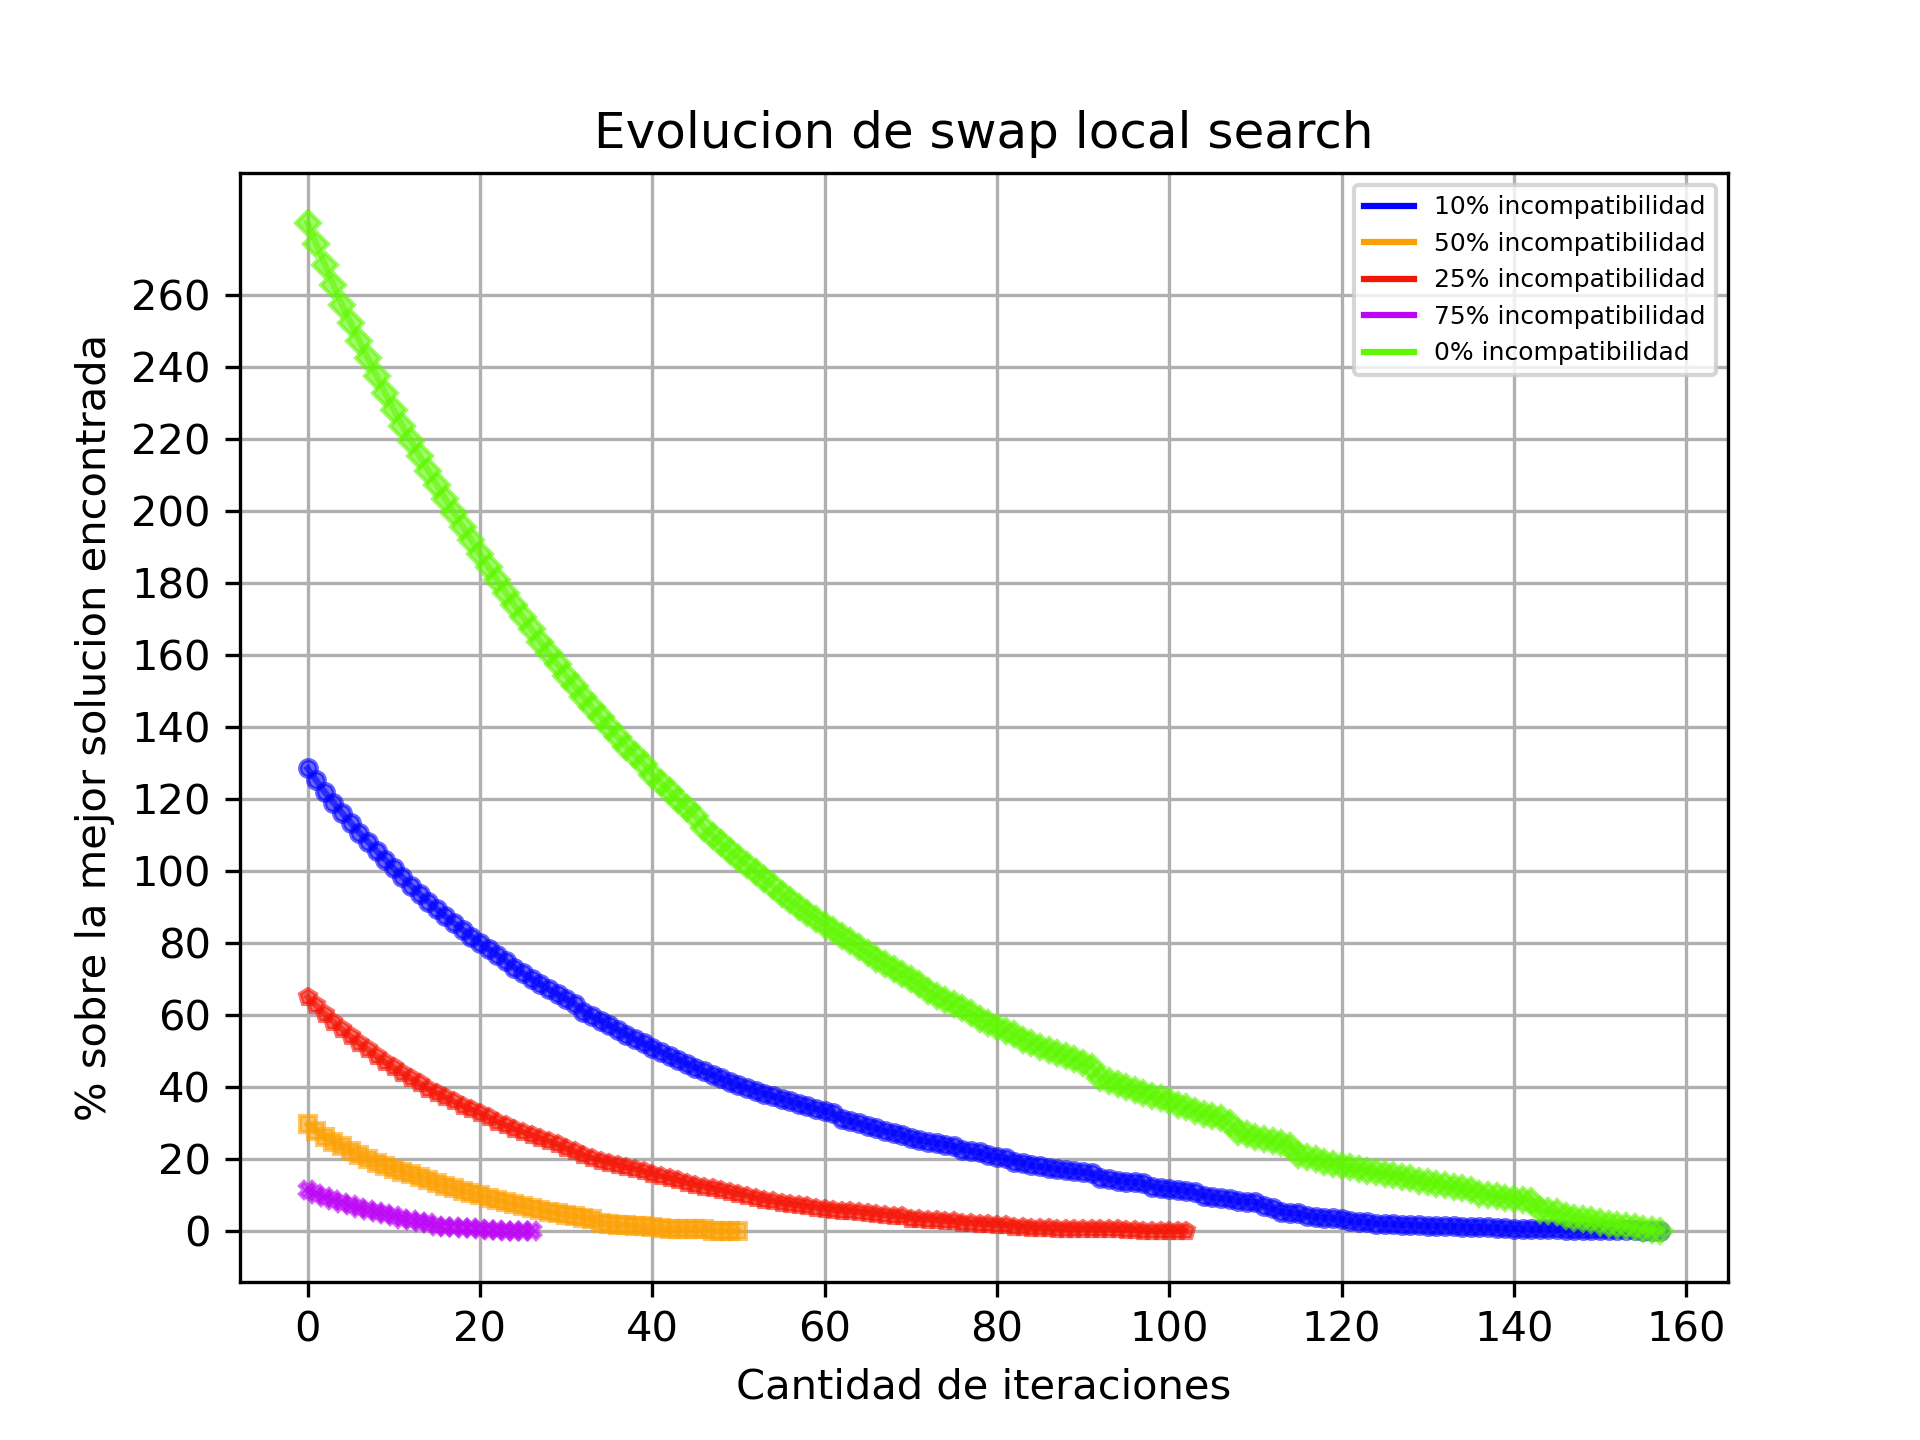 Evolucion de swap local search
10% incompatibilidad
50% incompatibilidad
25% incompatibilidad
75% incompatibilidad
0% incompatibilidad
% sobre la mejor solucion encontrada
260
240
220
200
180
160
140
120
100
80
60
40
20
0
0 20 40 60 80 100 120 140 160
Cantidad de iteraciones